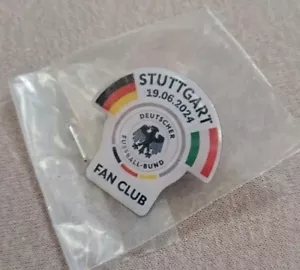 STUTTGART
19.06.2024
DEUTSCHER
FUSSBALL-BUND
FAN CLUB